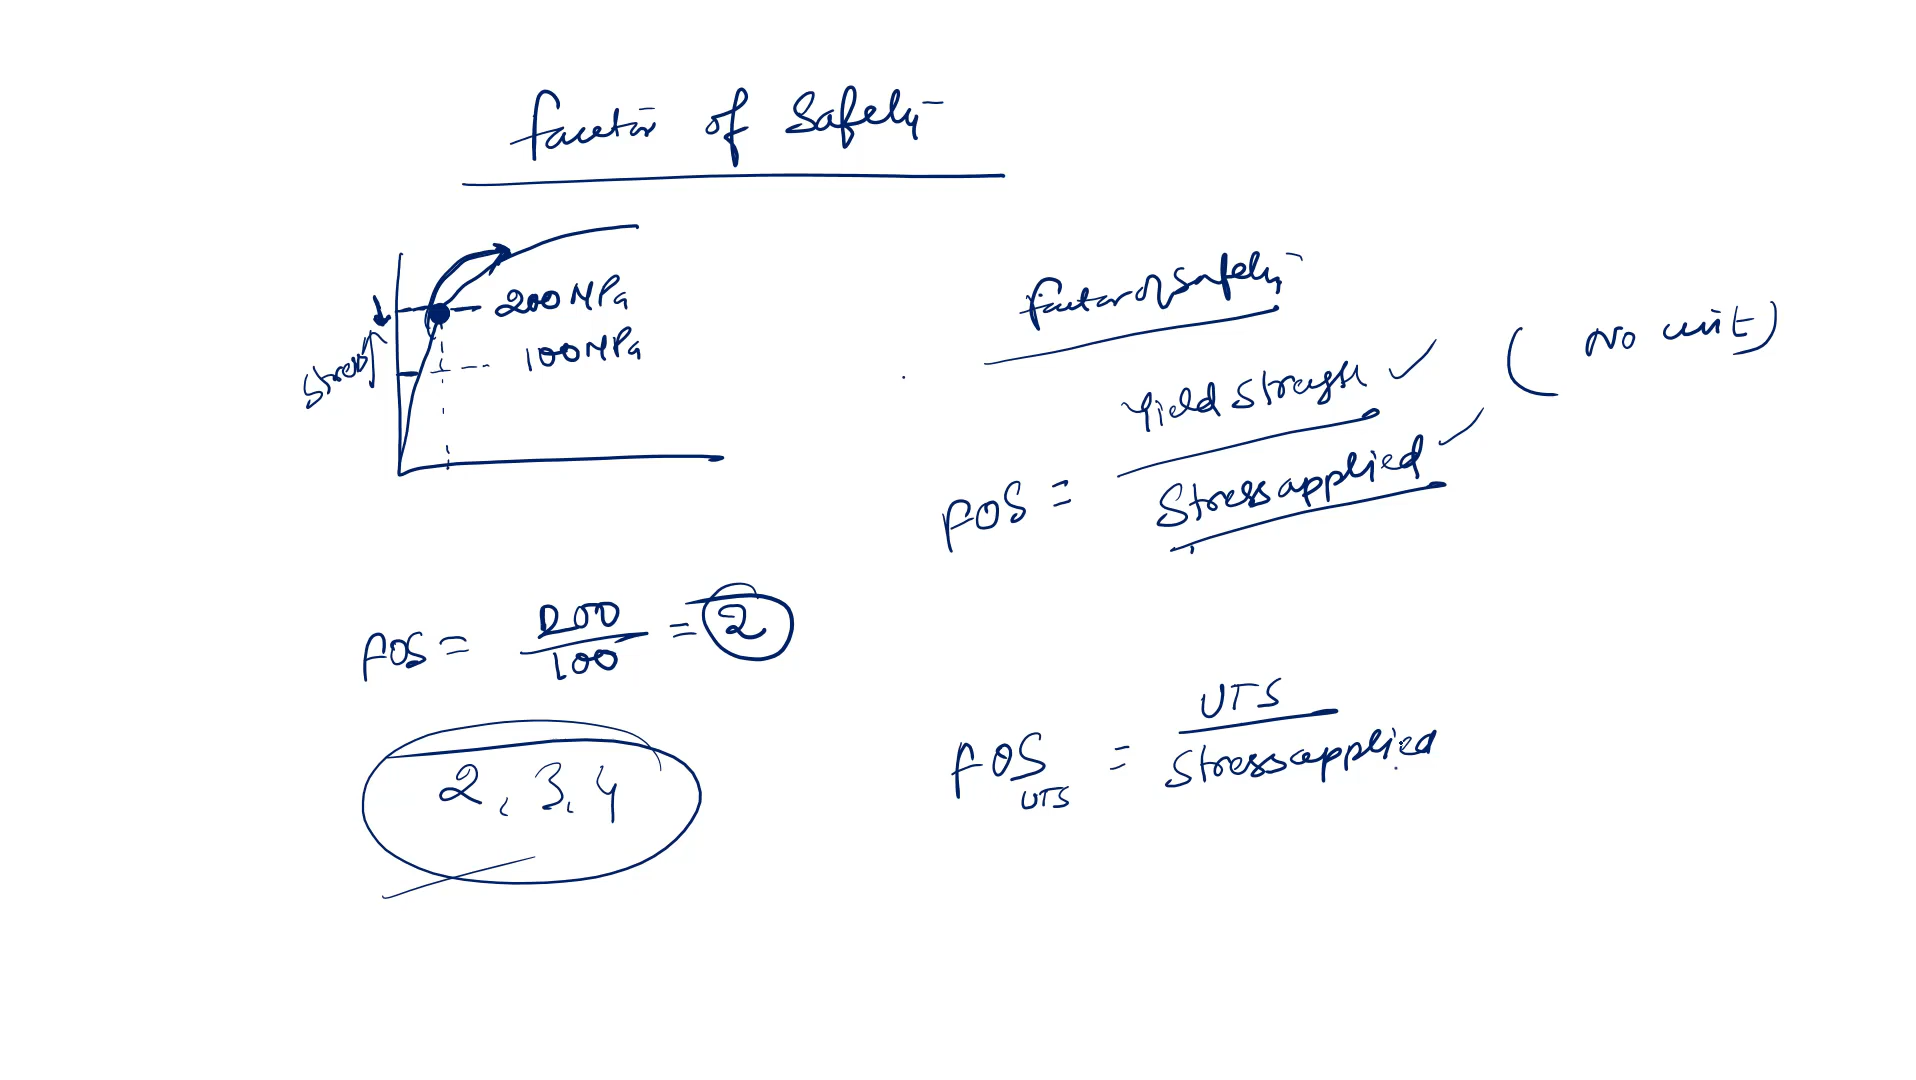 factor of Safety
200 MPa
100 MPa
Stress
factor of safety
(No unit)
FOS = Yield strength / Stress applied
FOS = 200 / 100 = 2
2, 3, 4
FOS UTS = UTS / Stress applied